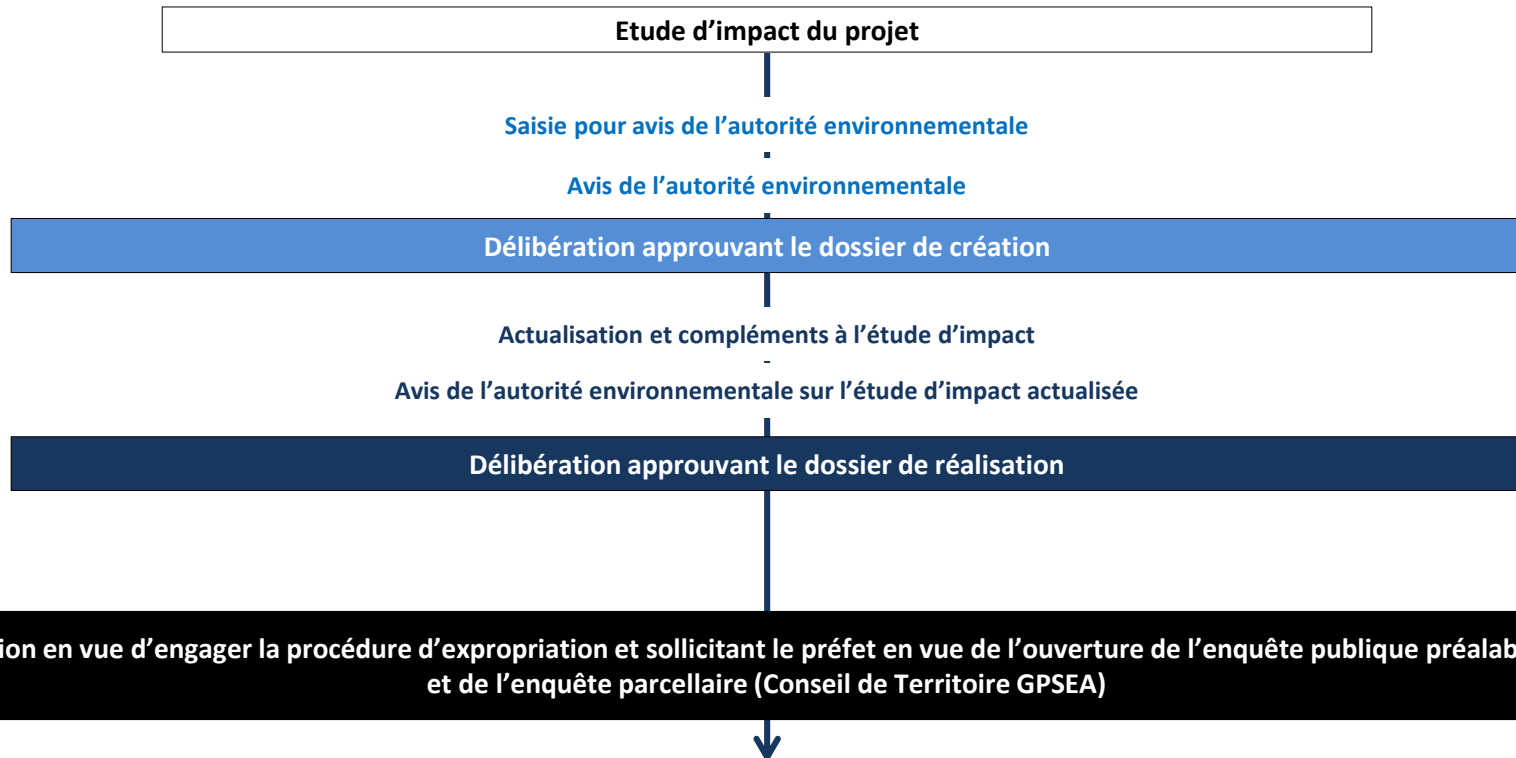 Etude d’impact du projet
Saisie pour avis de l’autorité environnementale
Avis de l’autorité environnementale
Délibération approuvant le dossier de création
Actualisation et compléments à l’étude d’impact
Avis de l’autorité environnementale sur l’étude d’impact actualisée
Délibération approuvant le dossier de réalisation
en vue d’engager la procédure d’expropriation et sollicitant le préfet en vue de l’ouverture de l’enquête publique
et de l’enquête parcellaire (Conseil de Territoire GPSEA)